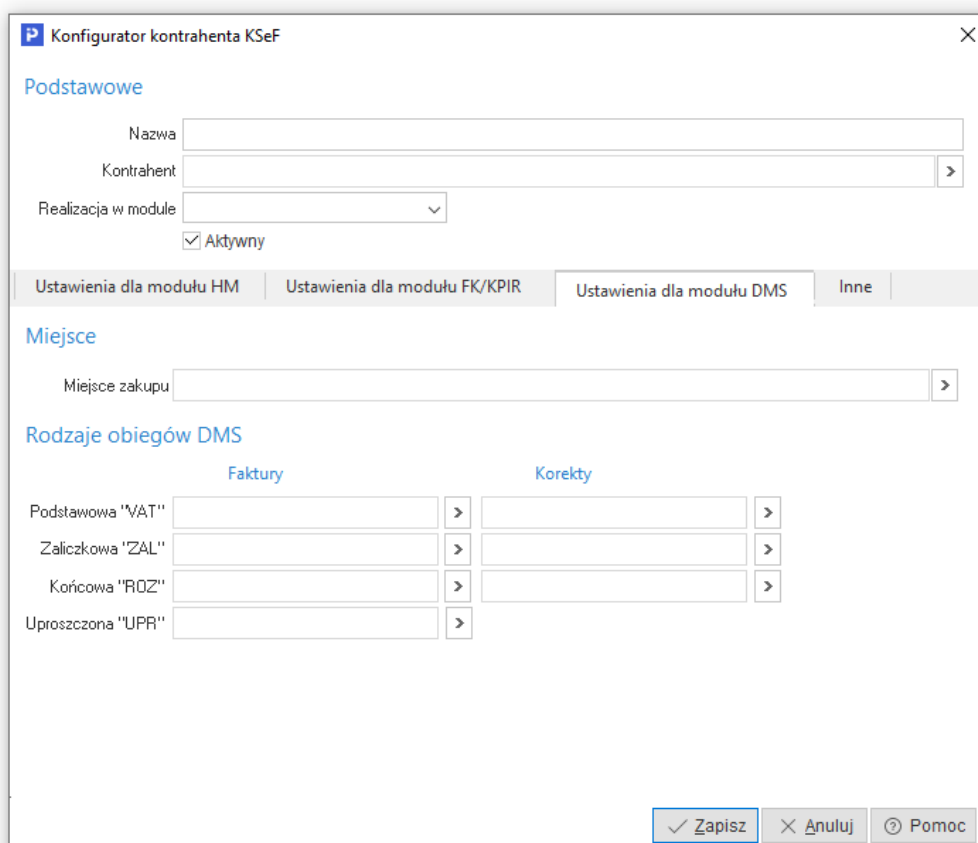 Konfigurator kontrahenta KSeF
Podstawowe
Nazwa
Kontrahent
Realizacja w module
Aktywny
Ustawienia dla modułu HM Ustawienia dla modułu FK/KPIR Ustawienia dla modułu DMS Inne
Miejsce
Miejsce zakupu
Rodzaje obiegów DMS
Faktury Korekty
Podstawowa "VAT"
Zaliczkowa "ZAL"
Końcowa "ROZ"
Uproszczona "UPR"
Zapisz Anuluj Pomoc